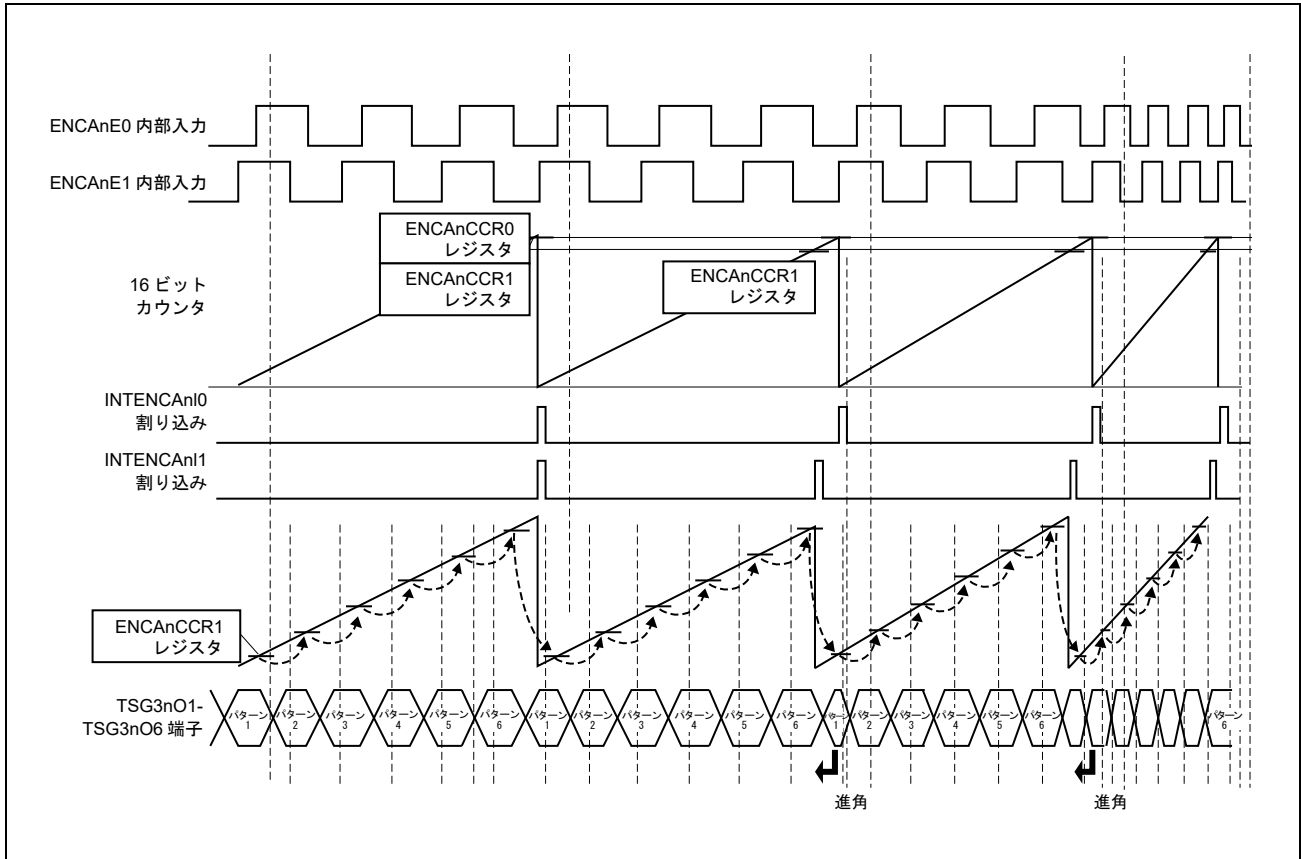 ENCAnE0 内部入力
ENCAnE1 内部入力
ENCAnCCR0
レジスタ
ENCAnCCR1
レジスタ
ENCAnCCR1
レジスタ
16 ビット
カウンタ
INTENCAnI0
割り込み
INTENCAnI1
割り込み
ENCAnCCR1
レジスタ
TSG3nO1-
TSG3nO6 端子
パターン
1
パターン
2
パターン
3
パターン
4
パターン
5
パターン
6
パターン
1
パターン
2
パターン
3
パターン
4
パターン
5
パターン
6
パターン
1
パターン
2
パターン
3
パターン
4
パターン
5
パターン
6
パターン
6
進角
進角